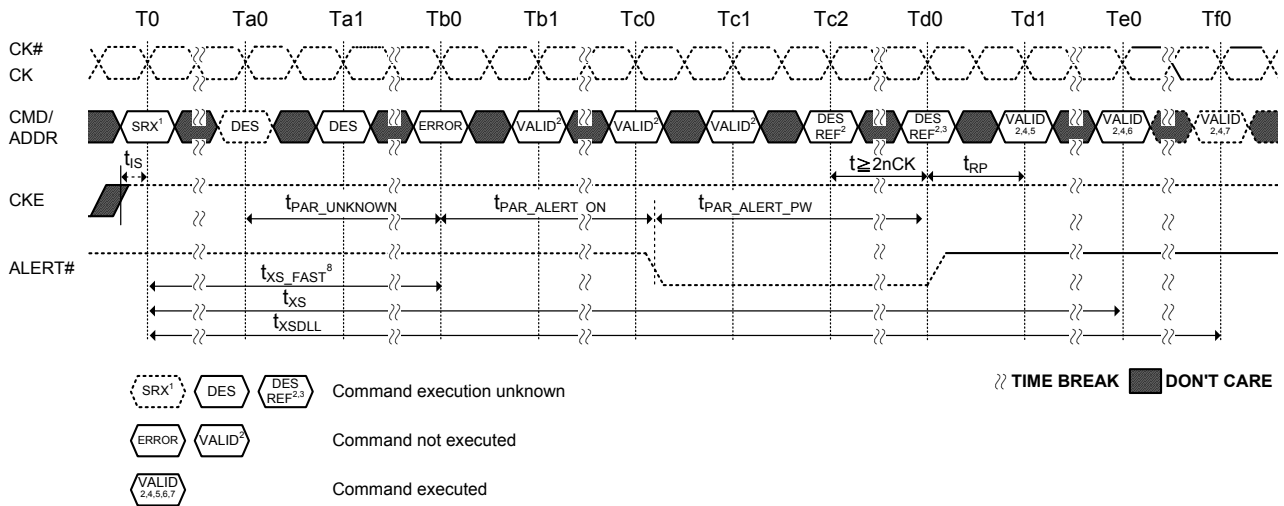 T0 Ta0 Ta1 Tb0 Tb1 Tc0 Tc1 Tc2 Td0 Td1 Te0 Tf0
CK#
CK
CMD/
ADDR
SRX¹ DES DES ERROR VALID² VALID² VALID² DES REF² DES REF²,³ VALID 2,4,5 VALID 2,4,6 VALID 2,4,7
tIS t≧2nCK tRP
CKE
tPAR_UNKNOWN tPAR_ALERT_ON tPAR_ALERT_PW
ALERT#
tXS_FAST⁸
tXS
tXSDLL
SRX¹ DES DES REF²,³ Command execution unknown
TIME BREAK DON'T CARE
ERROR VALID² Command not executed
VALID 2,4,5,6,7 Command executed